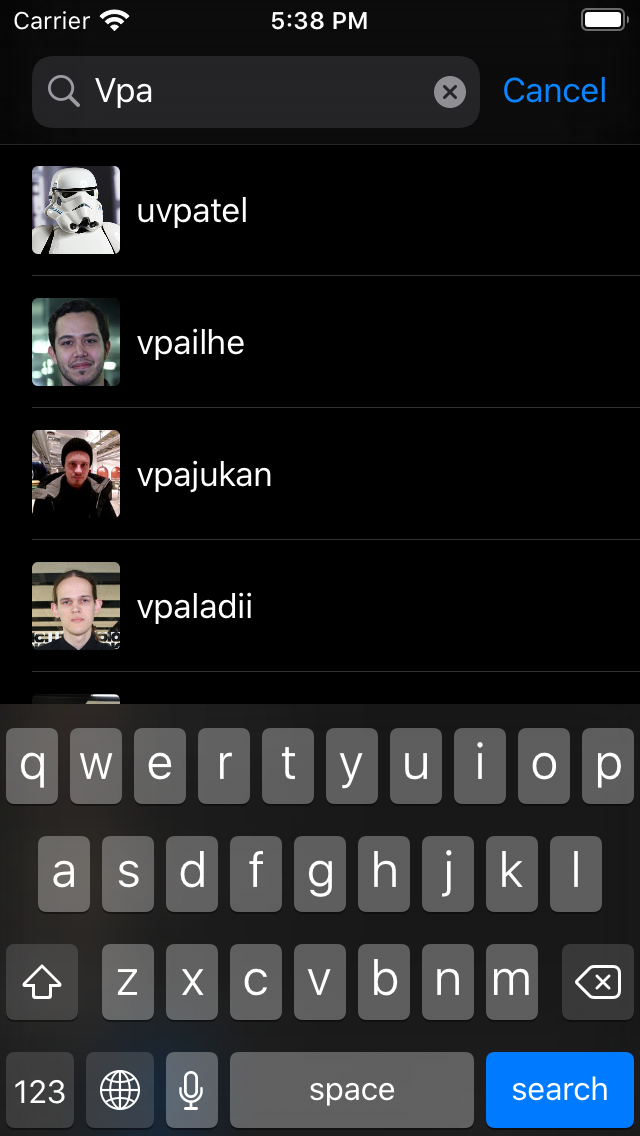 Carrier 5:38 PM
Vpa Cancel
uvpatel
vpailhe
vpajukan
vpaladii
q w e r t y u i o p
a s d f g h j k l
z x c v b n m
123 space search